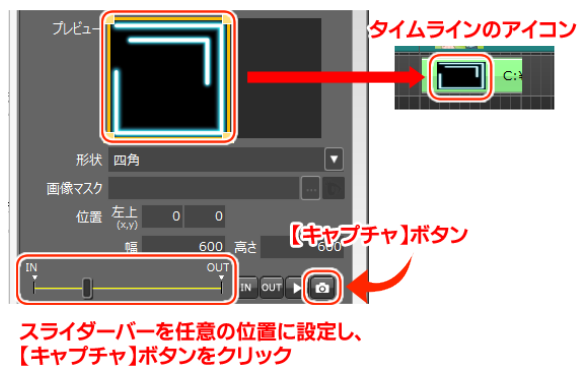 プレビュー
タイムラインのアイコン
C:¥
形状 四角 ▼
画像マスク ...
位置 左上 (x,y) 0 0
幅 600 高さ 600
【キャプチャ】ボタン
IN OUT
IN OUT
スライダーバーを任意の位置に設定し、
【キャプチャ】ボタンをクリック